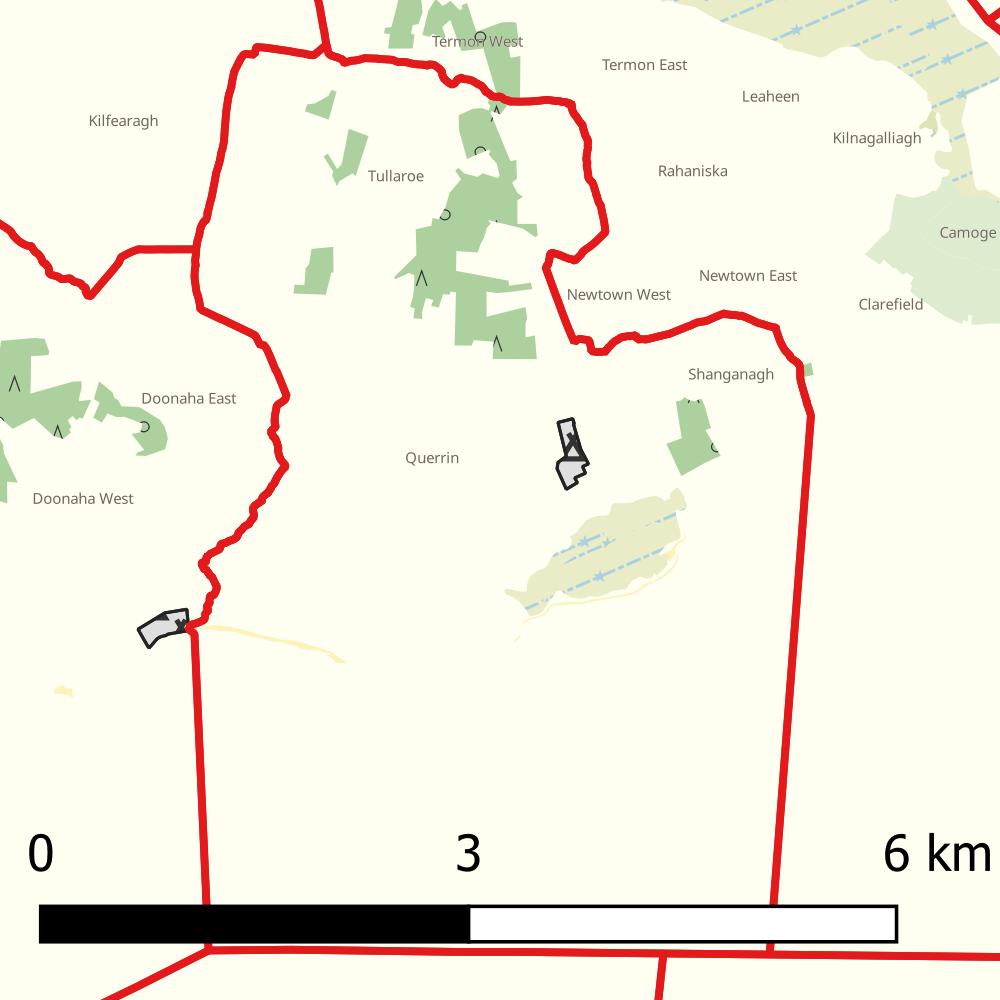 Termon West
Termon East
Leaheen
Kilfearagh
Kilnagalliagh
Rahaniska
Tullaroe
Camoge
Newtown East
Newtown West
Clarefield
Shanganagh
Doonaha East
Querrin
Doonaha West
0 3 6 km